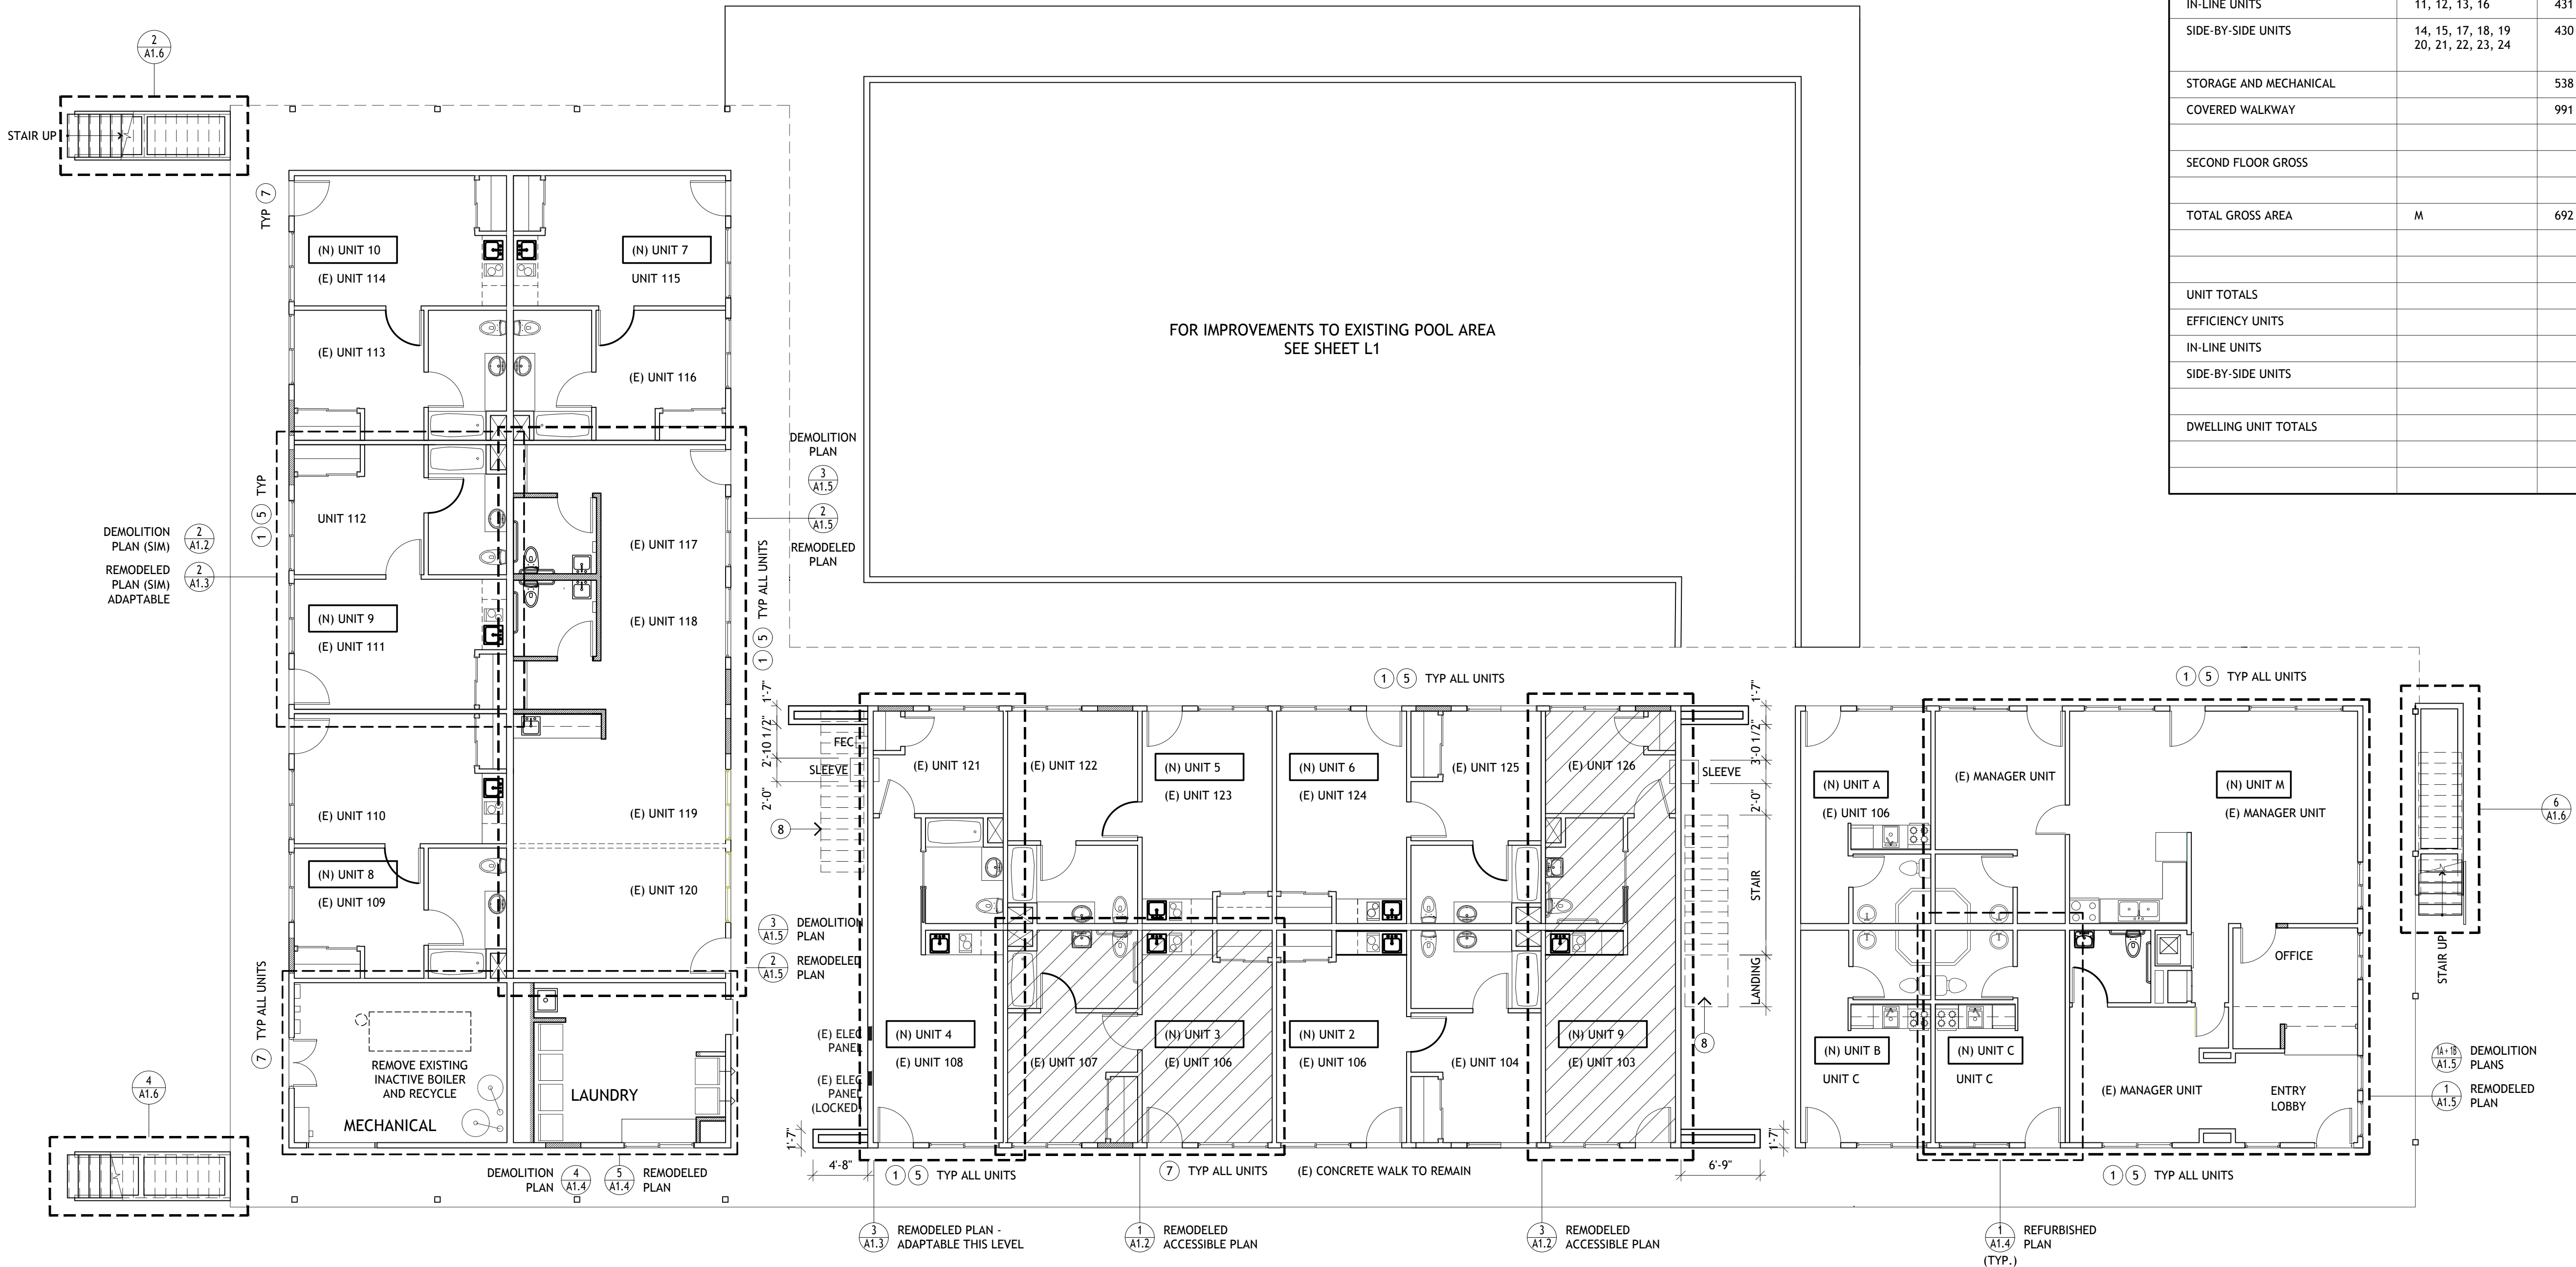 IN-LINE UNITS 11, 12, 13, 16 431
SIDE-BY-SIDE UNITS 14, 15, 17, 18, 19 430
20, 21, 22, 23, 24
STORAGE AND MECHANICAL 538
COVERED WALKWAY 991
SECOND FLOOR GROSS
TOTAL GROSS AREA M 692
UNIT TOTALS
EFFICIENCY UNITS
IN-LINE UNITS
SIDE-BY-SIDE UNITS
DWELLING UNIT TOTALS
2
A1.6
STAIR UP
TYP 7
(N) UNIT 10
(E) UNIT 114
(N) UNIT 7
UNIT 115
(E) UNIT 113
(E) UNIT 116
FOR IMPROVEMENTS TO EXISTING POOL AREA
SEE SHEET L1
1 5 TYP
DEMOLITION
PLAN (SIM)
2
A1.2
REMODELED
PLAN (SIM)
ADAPTABLE
2
A1.3
UNIT 112
(N) UNIT 9
(E) UNIT 111
(E) UNIT 117
(E) UNIT 118
DEMOLITION
PLAN
3
A1.5
2
A1.5
REMODELED
PLAN
1 5 TYP ALL UNITS
(E) UNIT 110
(E) UNIT 119
(N) UNIT 8
(E) UNIT 109
(E) UNIT 120
3
A1.5
DEMOLITION
PLAN
2
A1.5
REMODELED
PLAN
7 TYP ALL UNITS
REMOVE EXISTING
INACTIVE BOILER
AND RECYCLE
MECHANICAL
LAUNDRY
4
A1.6
DEMOLITION
PLAN
4
A1.4
5
A1.4
REMODELED
PLAN
1 5 TYP ALL UNITS
1'-7"
2'-10 1/2"
2'-0"
FEC
SLEEVE
8
(E) UNIT 121
(E) UNIT 122
(N) UNIT 5
(E) UNIT 123
(N) UNIT 6
(E) UNIT 124
(E) UNIT 125
(E) UNIT 126
SLEEVE
1'-7"
3'-0 1/2"
2'-0"
STAIR
LANDING
8
(E) ELEC
PANEL
(E) ELEC
PANEL
(LOCKED)
(N) UNIT 4
(E) UNIT 108
(E) UNIT 107
(N) UNIT 3
(E) UNIT 106
(N) UNIT 2
(E) UNIT 106
(E) UNIT 104
(N) UNIT 9
(E) UNIT 103
1'-7"
4'-8"
1 5 TYP ALL UNITS
7 TYP ALL UNITS
(E) CONCRETE WALK TO REMAIN
6'-9"
1'-7"
3
A1.3
REMODELED PLAN -
ADAPTABLE THIS LEVEL
1
A1.2
REMODELED
ACCESSIBLE PLAN
3
A1.2
REMODELED
ACCESSIBLE PLAN
1 5 TYP ALL UNITS
(N) UNIT A
(E) UNIT 106
(E) MANAGER UNIT
(N) UNIT M
(E) MANAGER UNIT
6
A1.6
STAIR UP
OFFICE
(N) UNIT B
UNIT C
(N) UNIT C
UNIT C
(E) MANAGER UNIT
ENTRY
LOBBY
1A+1B
A1.5
DEMOLITION
PLANS
1
A1.5
REMODELED
PLAN
1 5 TYP ALL UNITS
1
A1.4
(TYP.)
REFURBISHED
PLAN